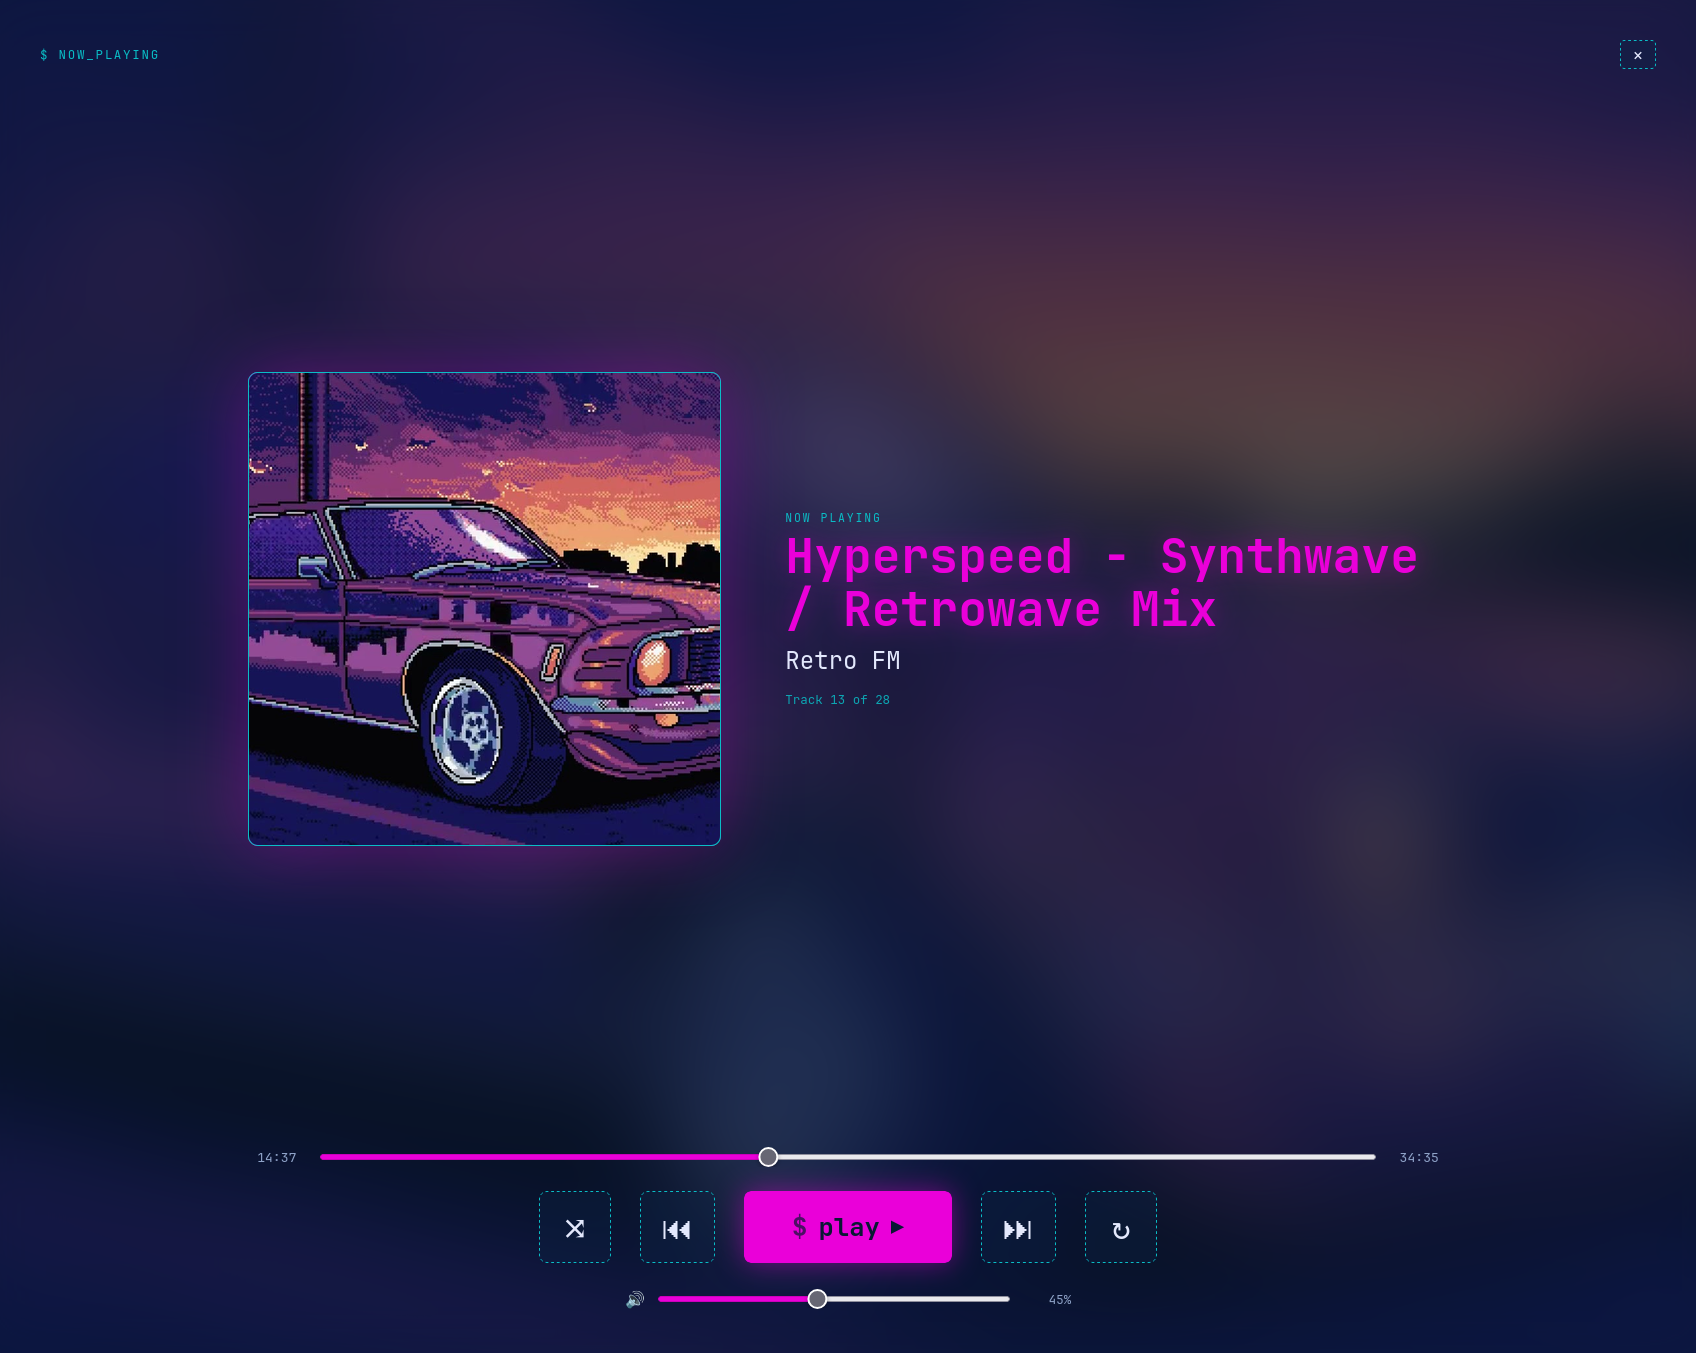 $ NOW_PLAYING
×
NOW PLAYING
Hyperspeed - Synthwave
/ Retrowave Mix
Retro FM
Track 13 of 28
14:37
34:35
$ play ▶
45%